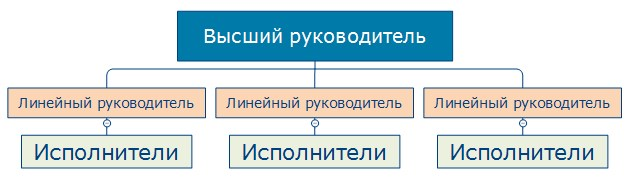 Высший руководитель
Линейный руководитель
Линейный руководитель
Линейный руководитель
Исполнители
Исполнители
Исполнители